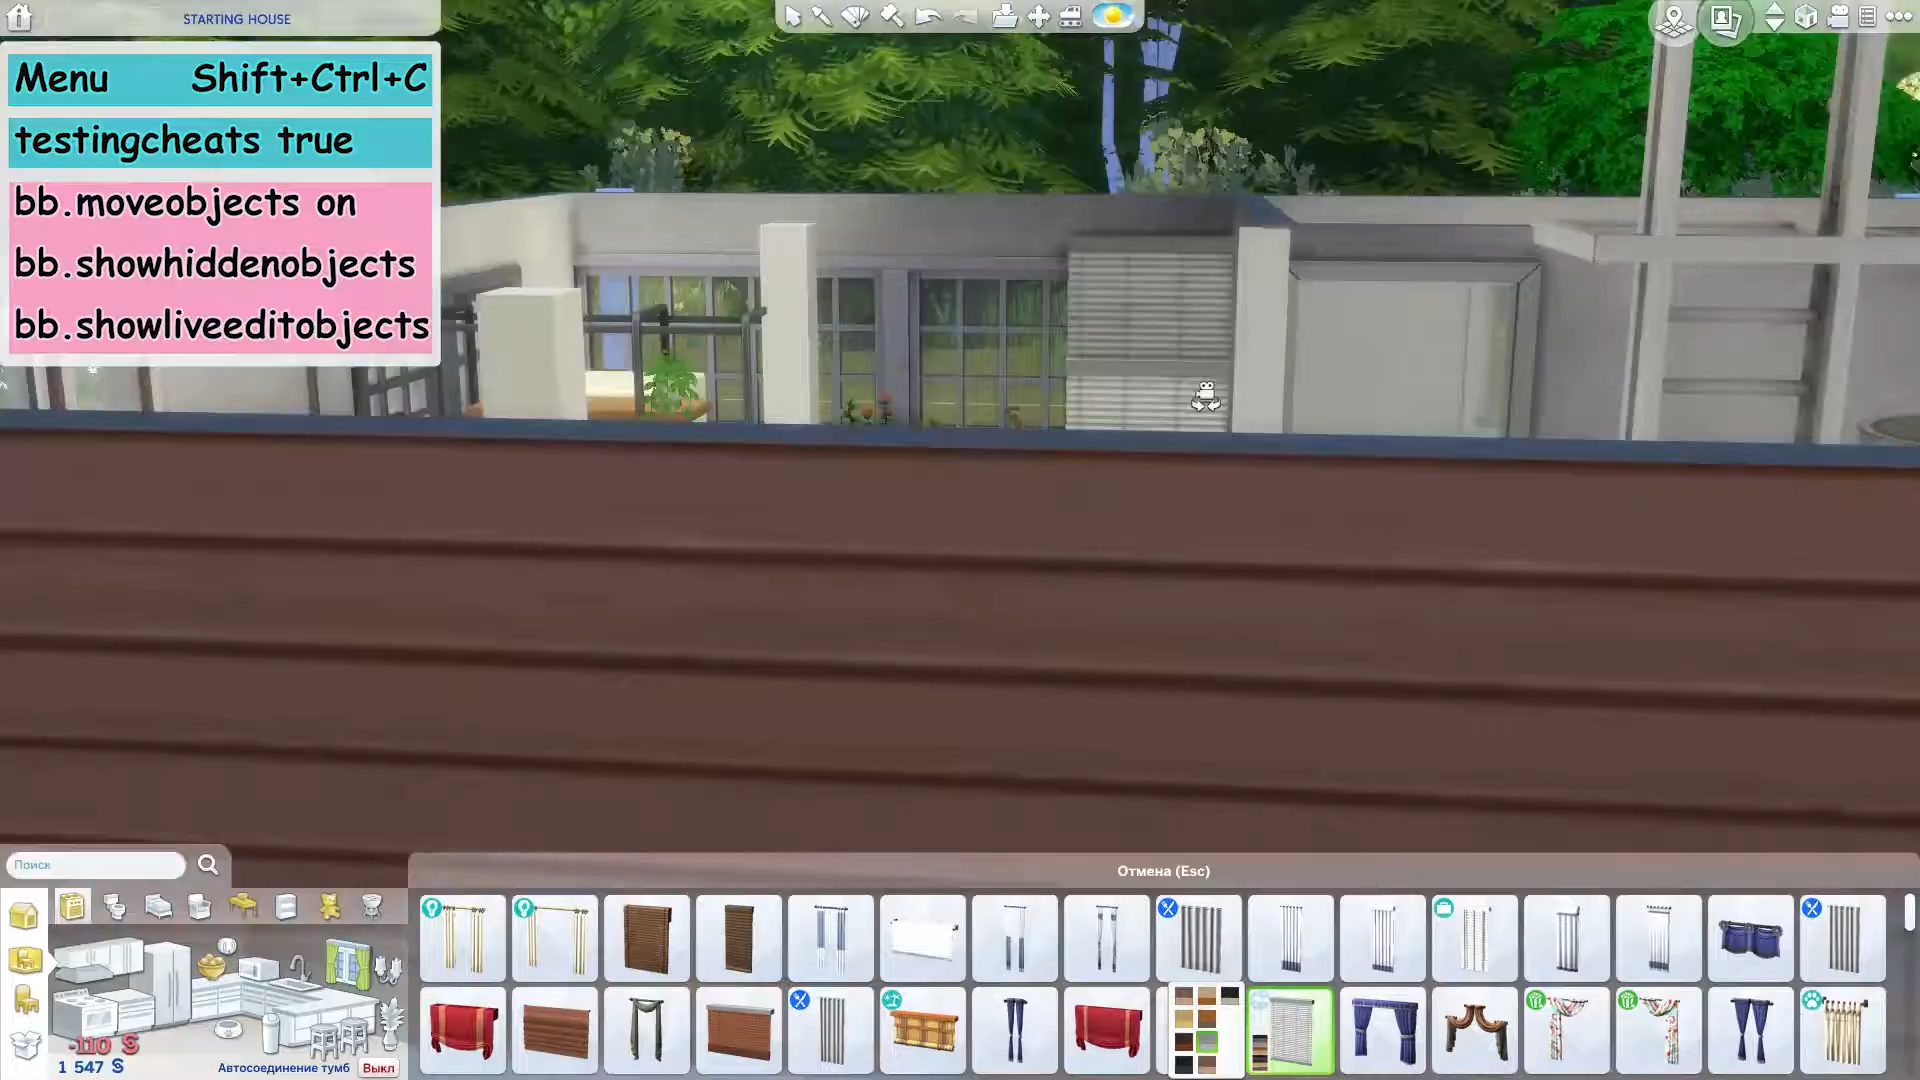 STARTING HOUSE
Menu Shift+Ctrl+C
testingcheats true
bb.moveobjects on
bb.showhiddenobjects
bb.showliveeditobjects
Поиск
Отмена (Esc)
-110 §
1 547 §
Автосоединение тумб Выкл